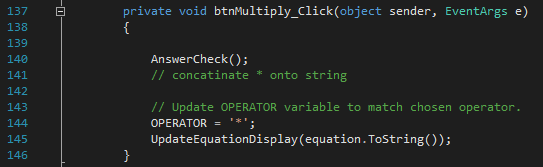 137 private void btnMultiply_Click(object sender, EventArgs e)
138 {
139
140 AnswerCheck();
141 // concatinate * onto string
142
143 // Update OPERATOR variable to match chosen operator.
144 OPERATOR = '*';
145 UpdateEquationDisplay(equation.ToString());
146 }